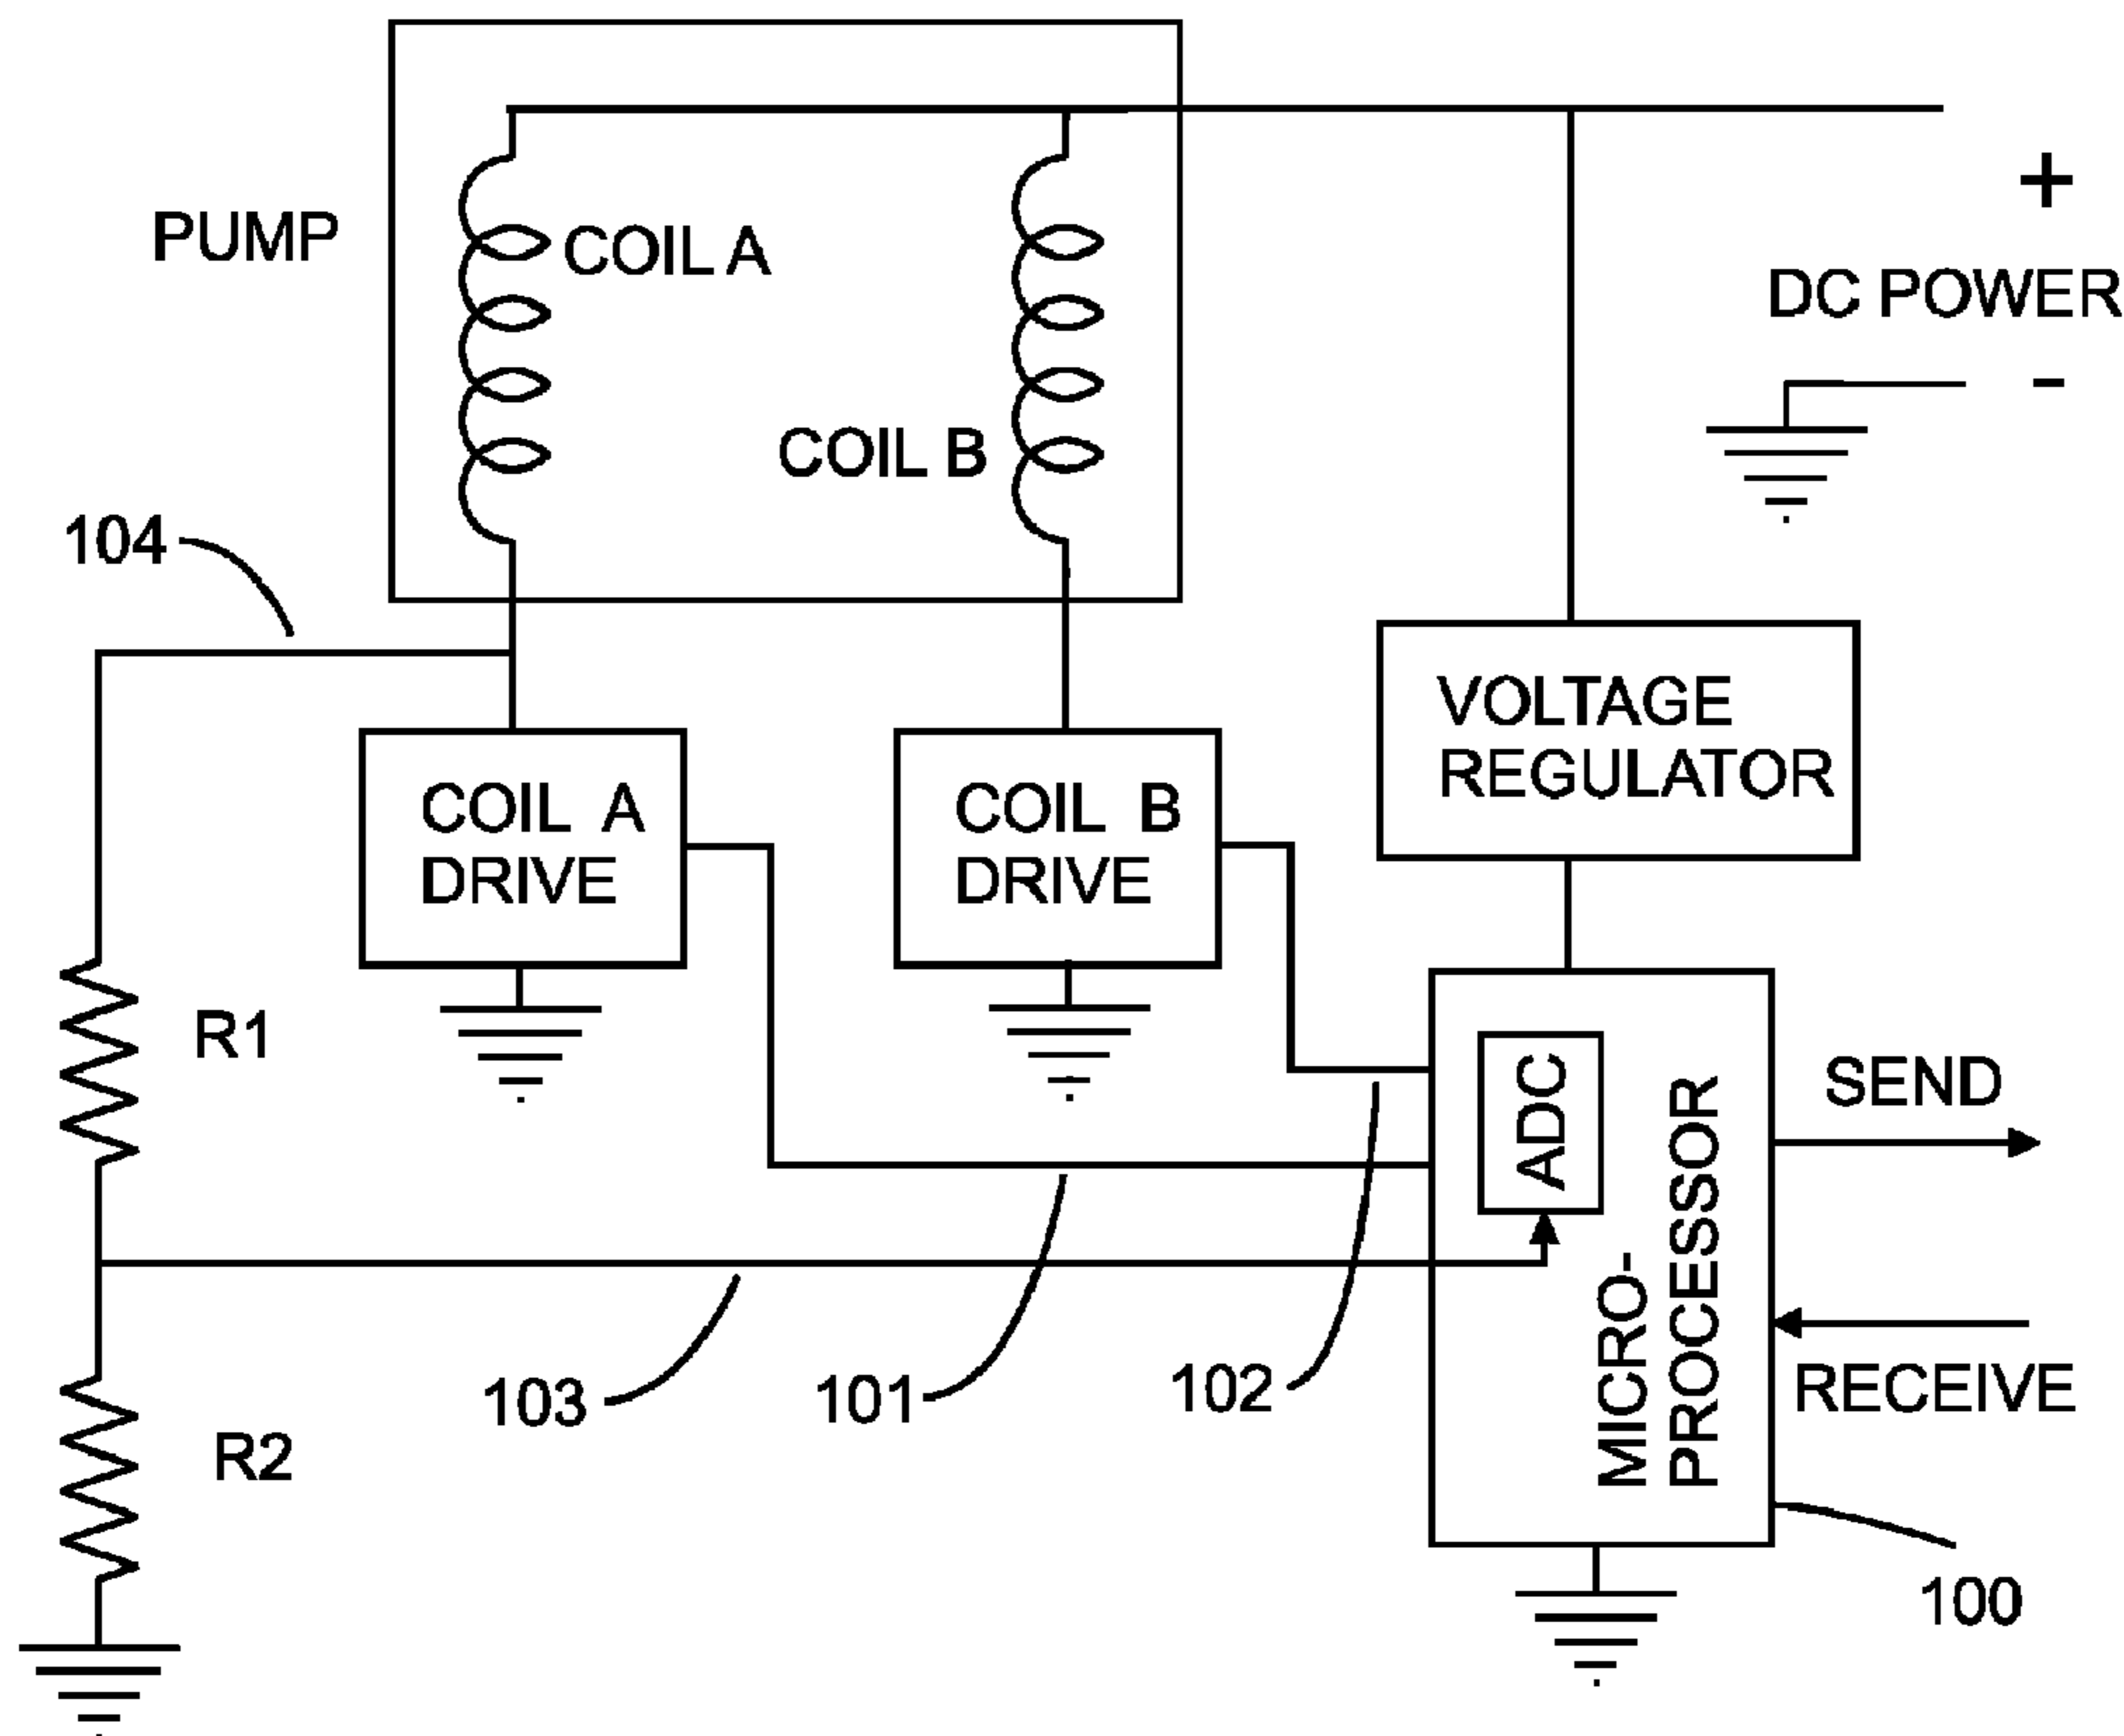 PUMP
COIL A
+
DC POWER
-
COIL B
104
VOLTAGE
REGULATOR
COIL A
DRIVE
COIL B
DRIVE
R1
ADC
SEND
MICRO-
PROCESSOR
RECEIVE
103
101
102
R2
100